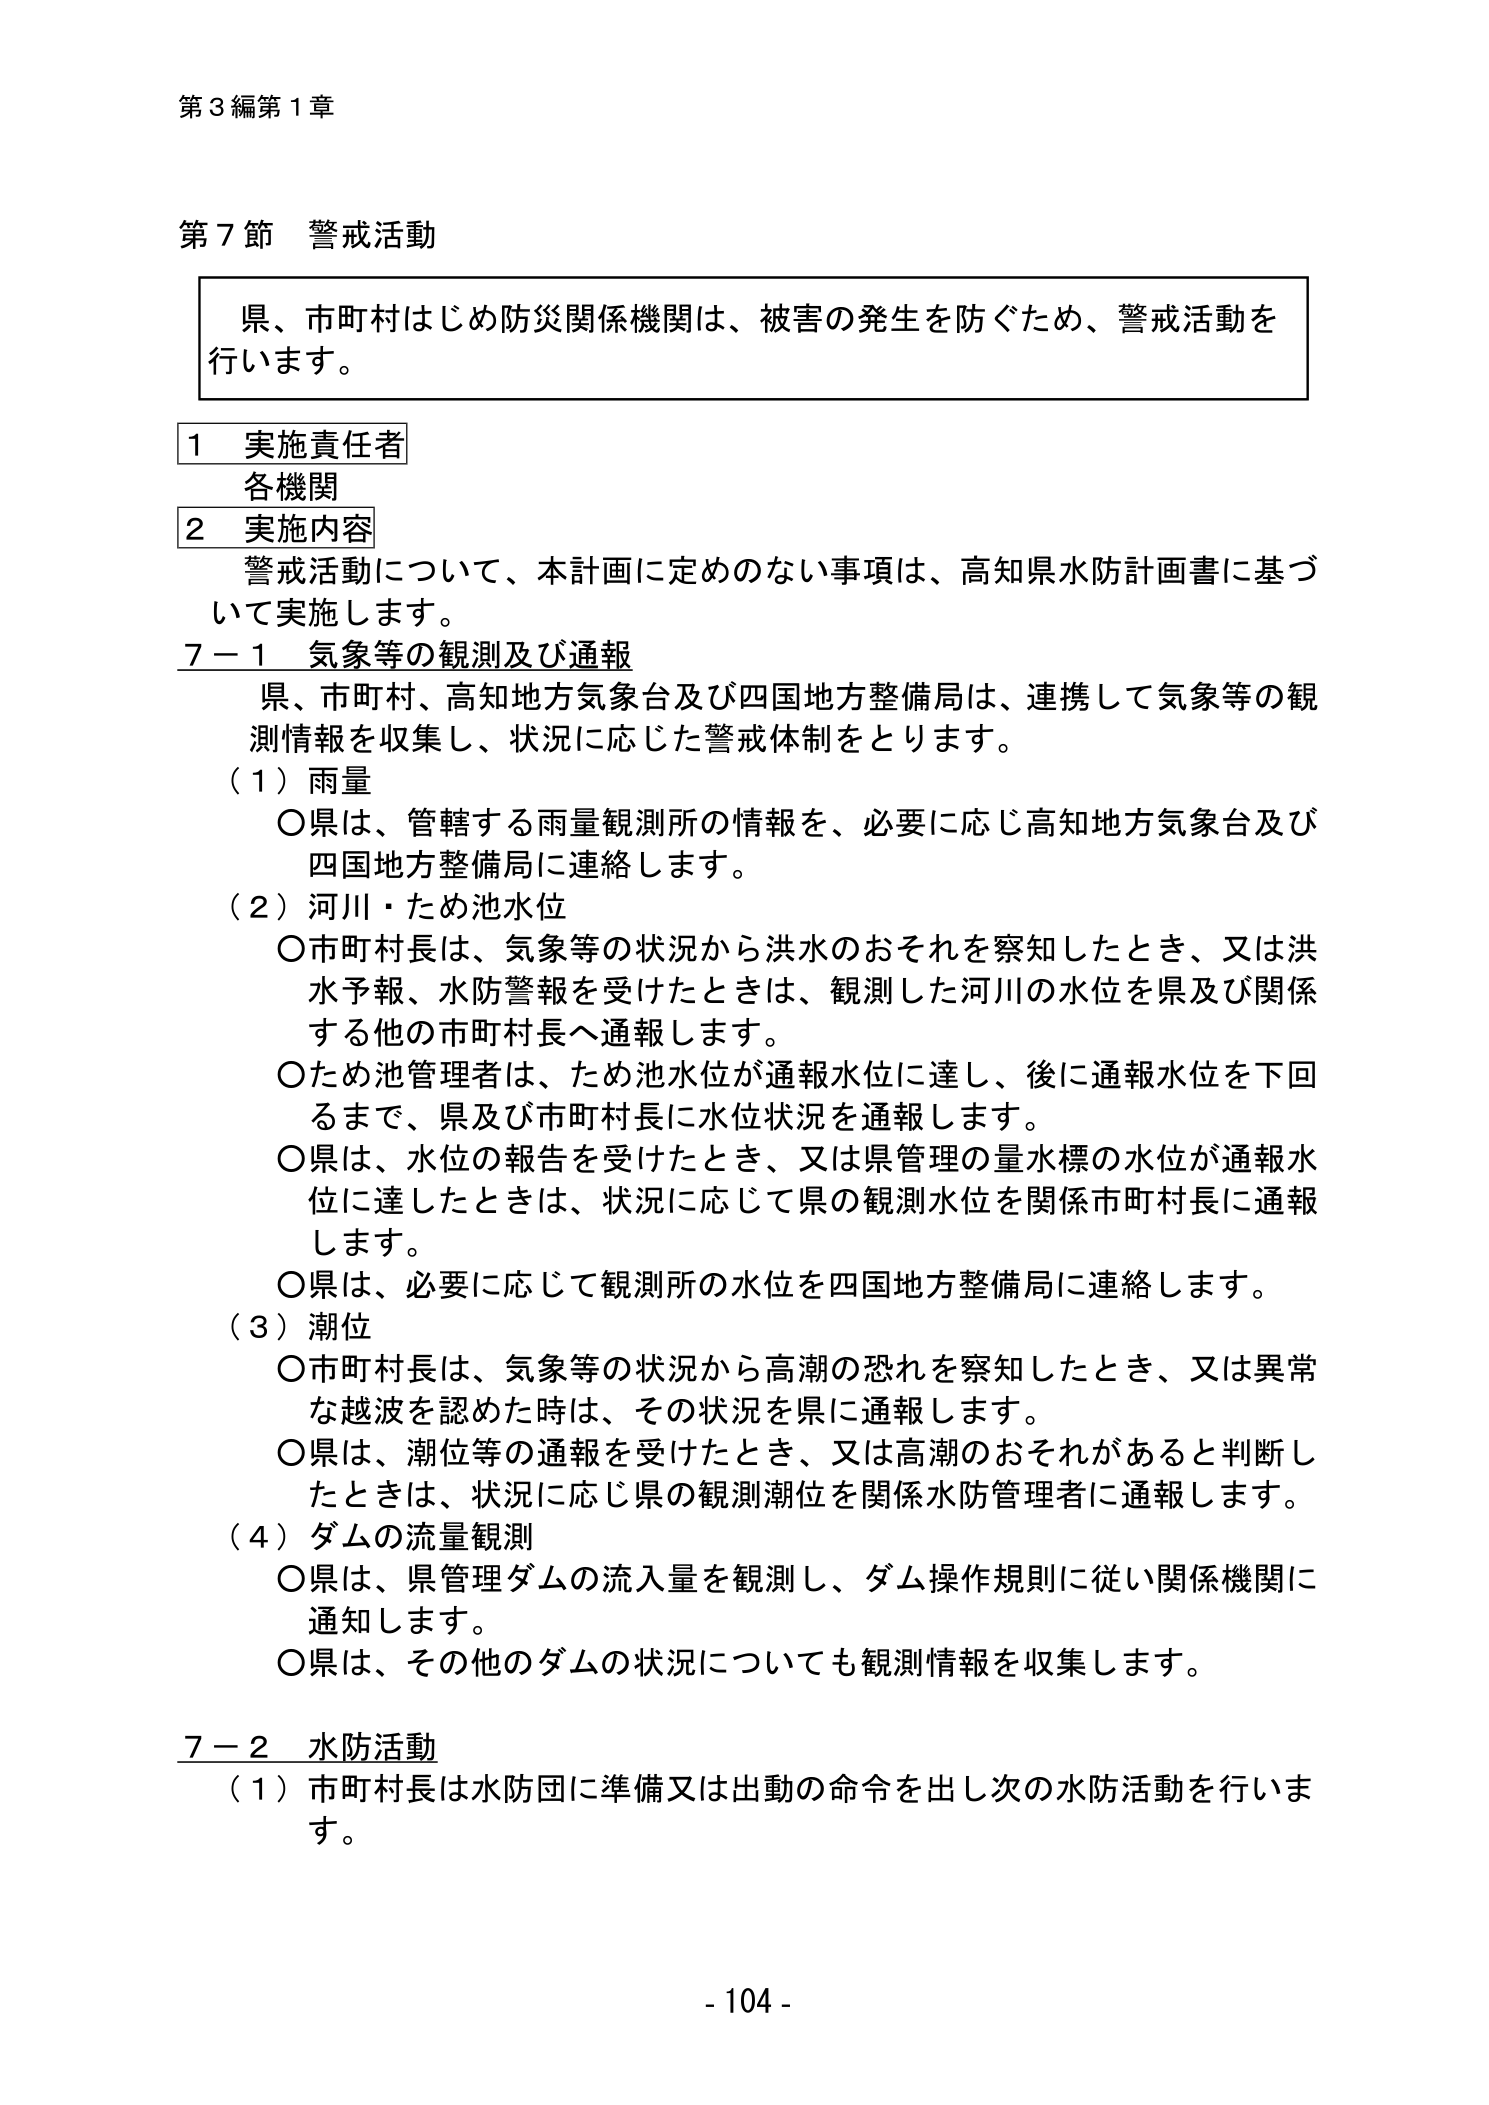 第３編第１章
第７節　警戒活動
県、市町村はじめ防災関係機関は、被害の発生を防ぐため、警戒活動を
行います。
１　実施責任者
各機関
２　実施内容
警戒活動について、本計画に定めのない事項は、高知県水防計画書に基づ
いて実施します。
７－１　気象等の観測及び通報
県、市町村、高知地方気象台及び四国地方整備局は、連携して気象等の観
測情報を収集し、状況に応じた警戒体制をとります。
（１）雨量
○県は、管轄する雨量観測所の情報を、必要に応じ高知地方気象台及び
四国地方整備局に連絡します。
（２）河川・ため池水位
○市町村長は、気象等の状況から洪水のおそれを察知したとき、又は洪
水予報、水防警報を受けたときは、観測した河川の水位を県及び関係
する他の市町村長へ通報します。
○ため池管理者は、ため池水位が通報水位に達し、後に通報水位を下回
るまで、県及び市町村長に水位状況を通報します。
○県は、水位の報告を受けたとき、又は県管理の量水標の水位が通報水
位に達したときは、状況に応じて県の観測水位を関係市町村長に通報
します。
○県は、必要に応じて観測所の水位を四国地方整備局に連絡します。
（３）潮位
○市町村長は、気象等の状況から高潮の恐れを察知したとき、又は異常
な越波を認めた時は、その状況を県に通報します。
○県は、潮位等の通報を受けたとき、又は高潮のおそれがあると判断し
たときは、状況に応じ県の観測潮位を関係水防管理者に通報します。
（４）ダムの流量観測
○県は、県管理ダムの流入量を観測し、ダム操作規則に従い関係機関に
通知します。
○県は、その他のダムの状況についても観測情報を収集します。
７－２　水防活動
（１）市町村長は水防団に準備又は出動の命令を出し次の水防活動を行いま
す。
- 104 -